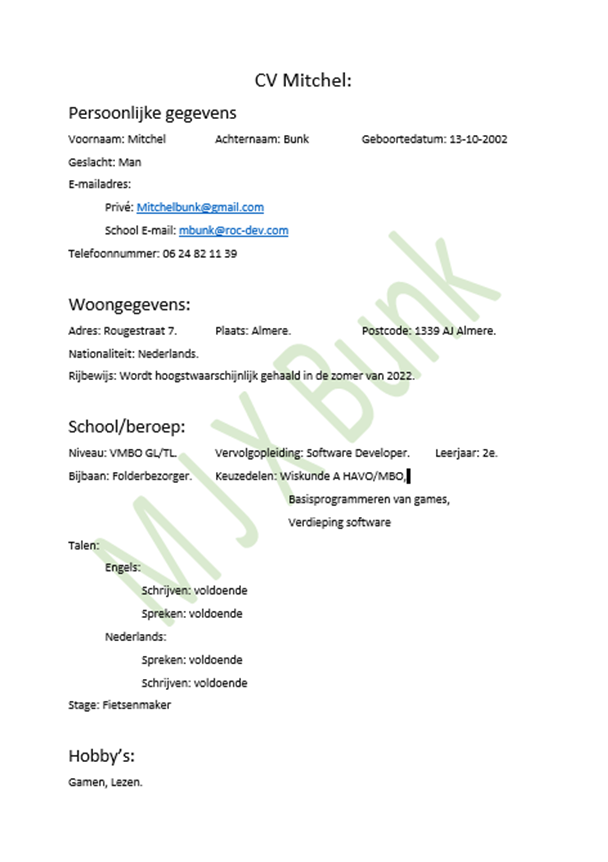 CV Mitchel:
Persoonlijke gegevens
Voornaam: Mitchel Achternaam: Bunk Geboortedatum: 13-10-2002
Geslacht: Man
E-mailadres:
Privé: Mitchelbunk@gmail.com
School E-mail: mbunk@roc-dev.com
Telefoonnummer: 06 24 82 11 39
Woongegevens:
Adres: Rougestraat 7. Plaats: Almere. Postcode: 1339 AJ Almere.
Nationaliteit: Nederlands.
Rijbewijs: Wordt hoogstwaarschijnlijk gehaald in de zomer van 2022.
School/beroep:
Niveau: VMBO GL/TL. Vervolgopleiding: Software Developer. Leerjaar: 2e.
Bijbaan: Folderbezorger. Keuzedelen: Wiskunde A HAVO/MBO,
Basisprogrammeren van games,
Verdieping software
Talen:
Engels:
Schrijven: voldoende
Spreken: voldoende
Nederlands:
Spreken: voldoende
Schrijven: voldoende
Stage: Fietsenmaker
Hobby's:
Gamen, Lezen.
M J X Bunk